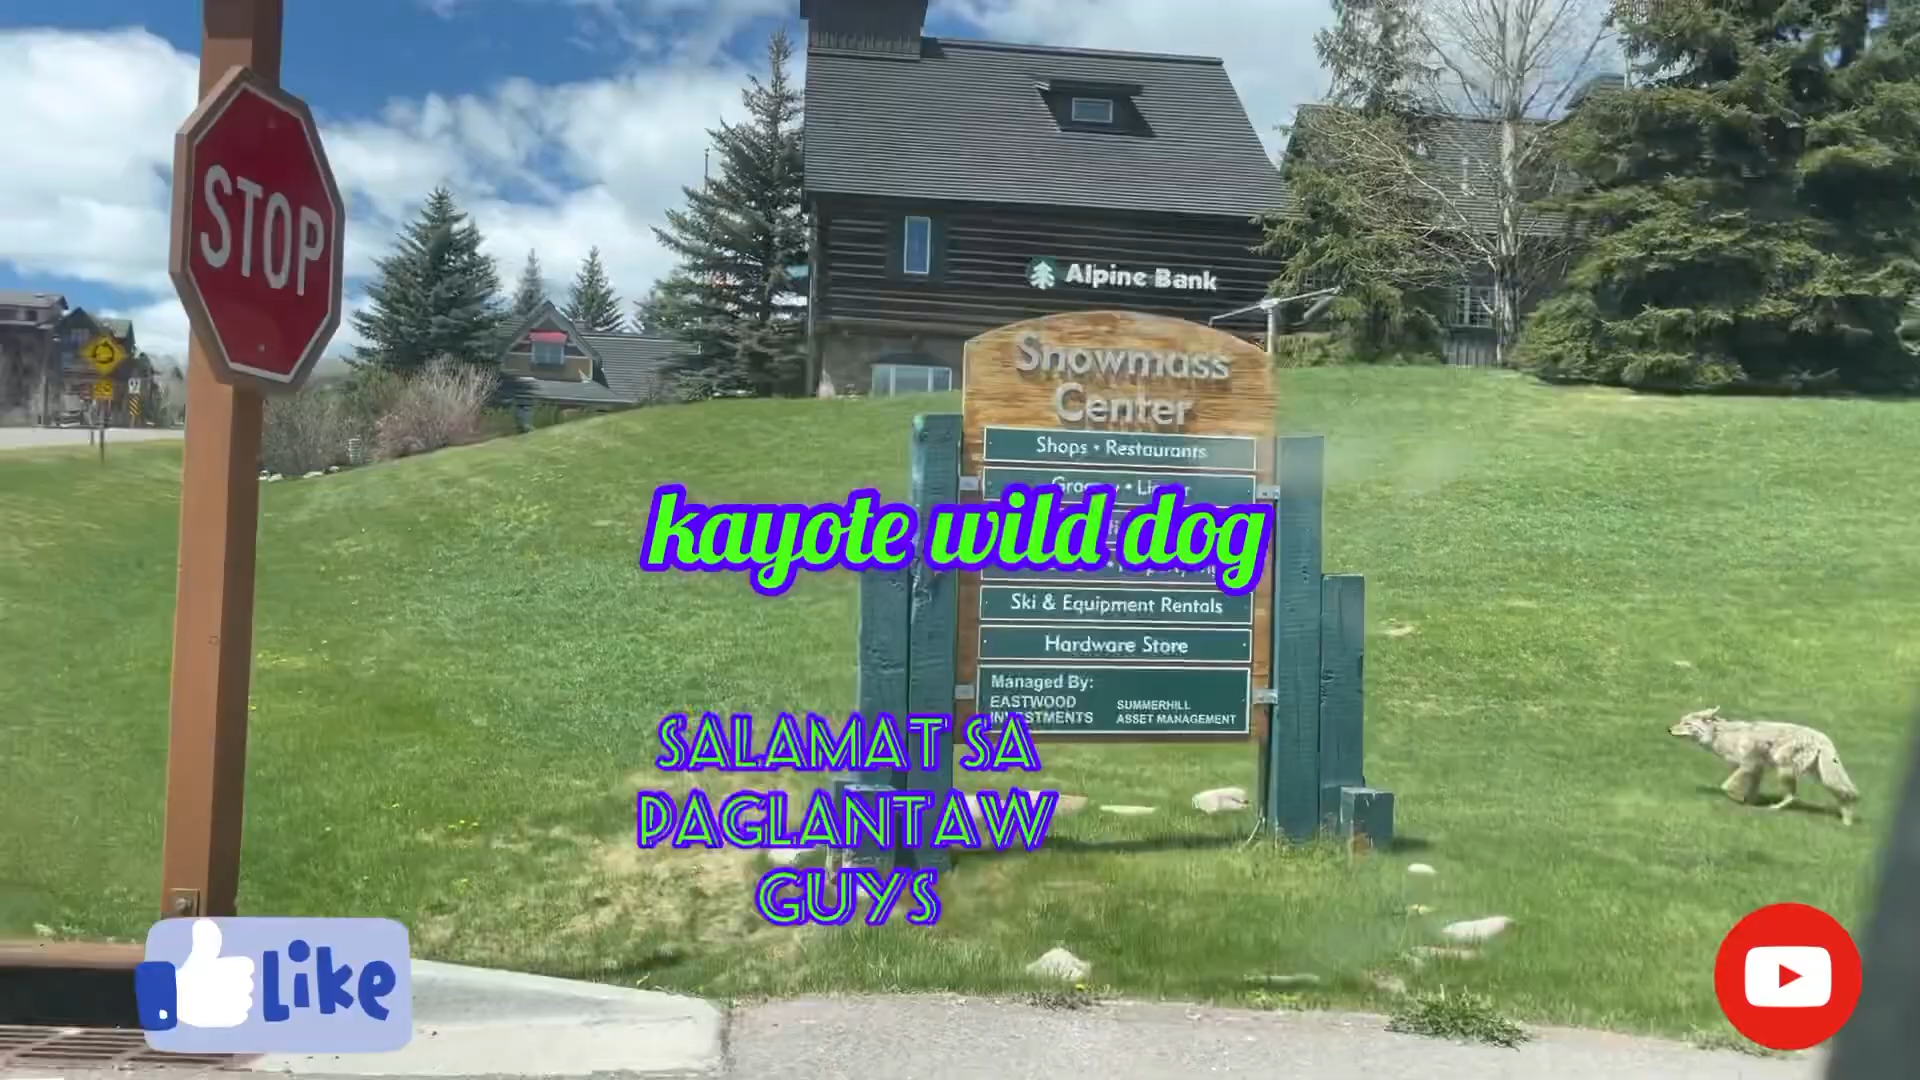 STOP
Alpine Bank
Snowmass
Center
Shops • Restaurants
kayote wild dog
Ski & Equipment Rentals
Hardware Store
Managed By:
EASTWOOD
INVESTMENTS
SUMMERHILL
ASSET MANAGEMENT
SALAMAT SA
PAGLANTAW
GUYS
Like